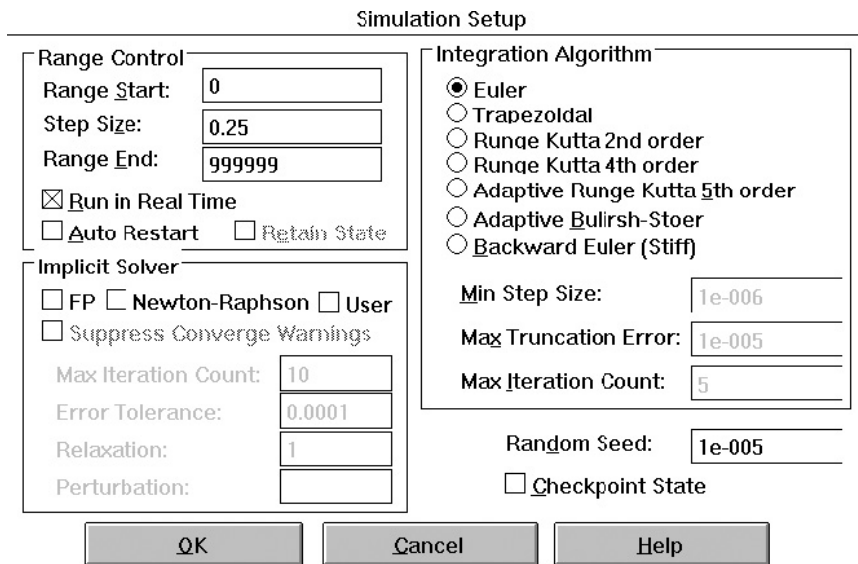 Simulation Setup
Range Control
Range Start: 0
Step Size: 0.25
Range End: 999999
Run in Real Time
Auto Restart Retain State
Implicit Solver
FP Newton-Raphson User
Suppress Converge Warnings
Max Iteration Count: 10
Error Tolerance: 0.0001
Relaxation: 1
Perturbation:
Integration Algorithm
Euler
Trapezoldal
Runge Kutta 2nd order
Runge Kutta 4th order
Adaptive Runge Kutta 5th order
Adaptive Bulirsh-Stoer
Backward Euler (Stiff)
Min Step Size: 1e-006
Max Truncation Error: 1e-005
Max Iteration Count: 5
Random Seed: 1e-005
Checkpoint State
OK Cancel Help